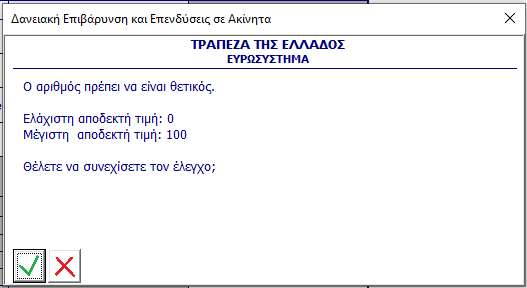 Δανειακή Επιβάρυνση και Επενδύσεις σε Ακίνητα
ΤΡΑΠΕΖΑ ΤΗΣ ΕΛΛΑΔΟΣ
ΕΥΡΩΣΥΣΤΗΜΑ
Ο αριθμός πρέπει να είναι θετικός.
Ελάχιστη αποδεκτή τιμή: 0
Μέγιστη αποδεκτή τιμή: 100
Θέλετε να συνεχίσετε τον έλεγχο;